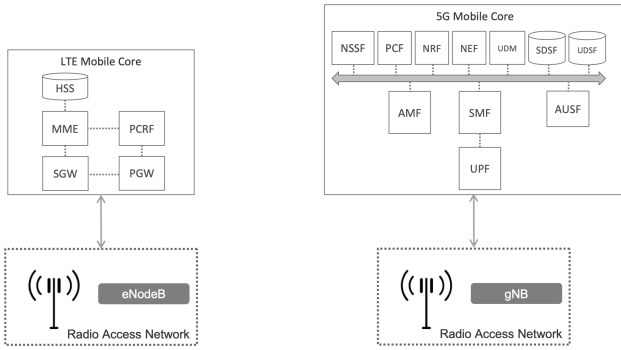 LTE Mobile Core
HSS
MME
PCRF
SGW
PGW
eNodeB
Radio Access Network
5G Mobile Core
NSSF
PCF
NRF
NEF
UDM
SDSF
UDSF
AMF
SMF
AUSF
UPF
gNB
Radio Access Network